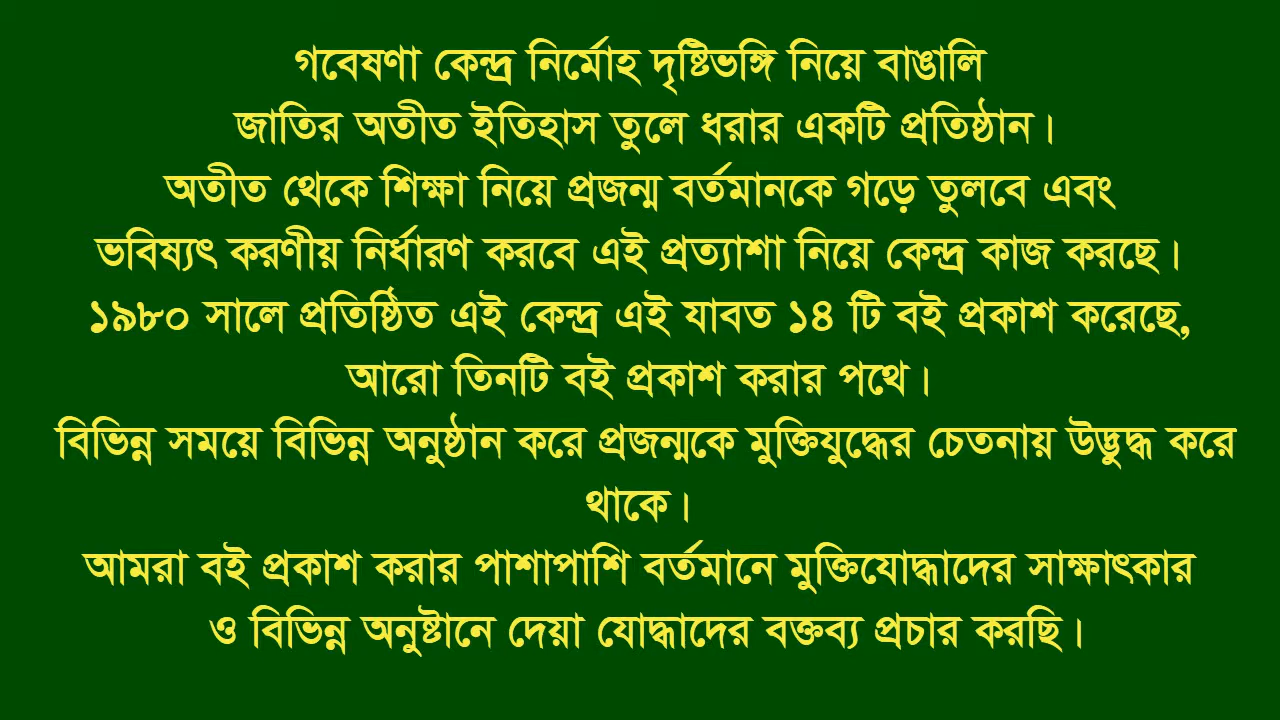 গবেষণা কেন্দ্র নির্মোহ দৃষ্টিভঙ্গি নিয়ে বাঙালি
জাতির অতীত ইতিহাস তুলে ধরার একটি প্রতিষ্ঠান।
অতীত থেকে শিক্ষা নিয়ে প্রজন্ম বর্তমানকে গড়ে তুলবে এবং
ভবিষ্যৎ করণীয় নির্ধারণ করবে এই প্রত্যাশা নিয়ে কেন্দ্র কাজ করছে।
১৯৮০ সালে প্রতিষ্ঠিত এই কেন্দ্র এই যাবত ১৪ টি বই প্রকাশ করেছে,
আরো তিনটি বই প্রকাশ করার পথে।
বিভিন্ন সময়ে বিভিন্ন অনুষ্ঠান করে প্রজন্মকে মুক্তিযুদ্ধের চেতনায় উদ্ভুদ্ধ করে
থাকে।
আমরা বই প্রকাশ করার পাশাপাশি বর্তমানে মুক্তিযোদ্ধাদের সাক্ষাৎকার
ও বিভিন্ন অনুষ্টানে দেয়া যোদ্ধাদের বক্তব্য প্রচার করছি।